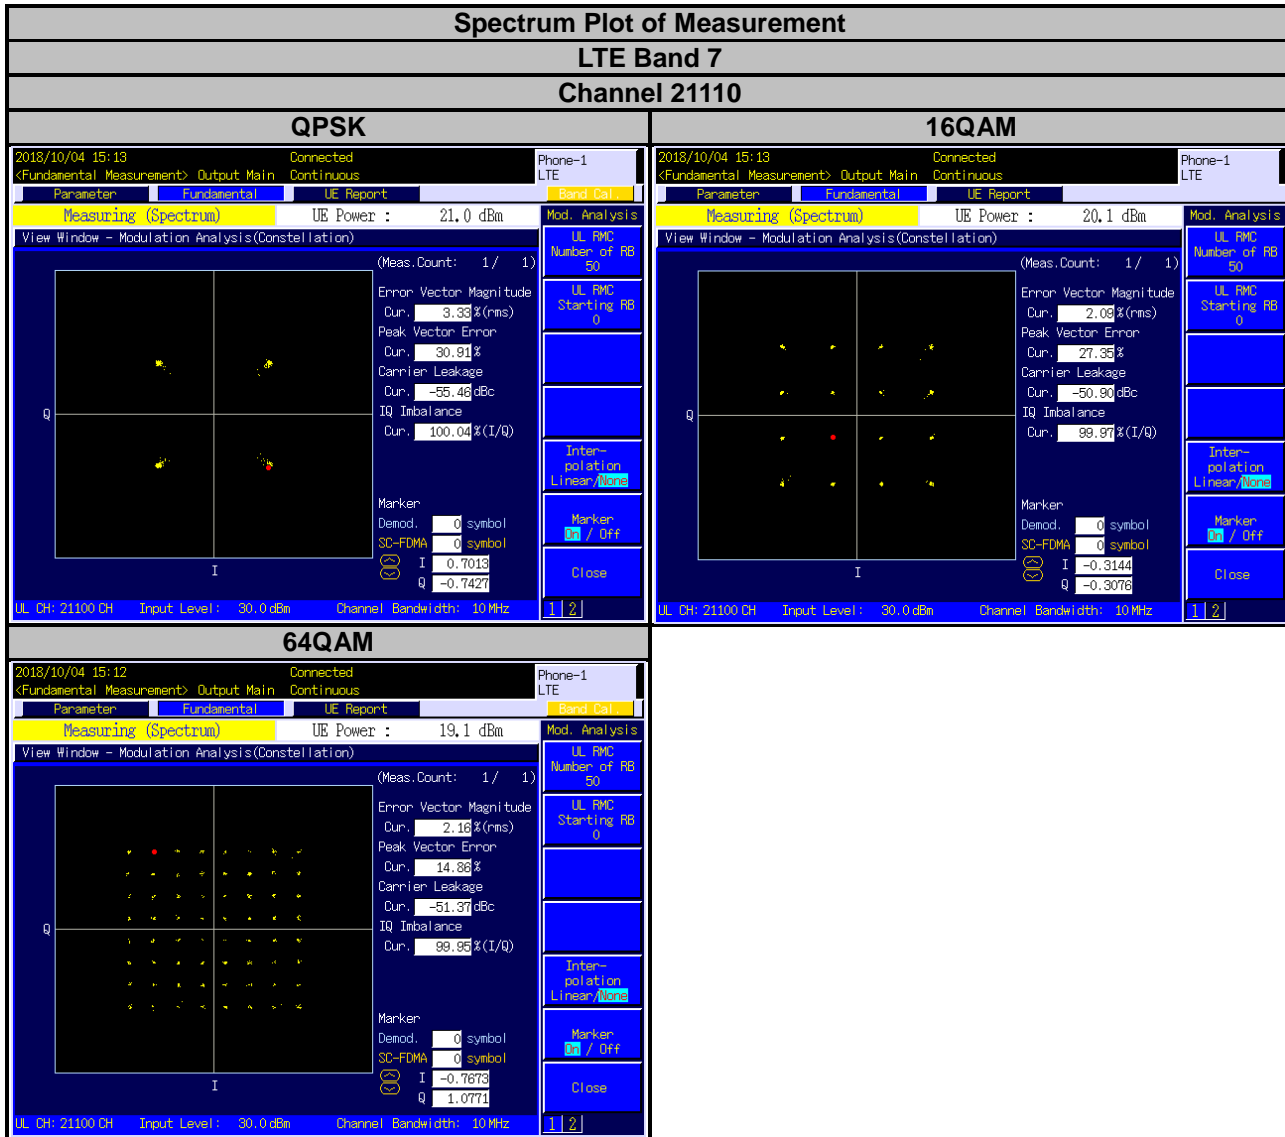 Spectrum Plot of Measurement
LTE Band 7
Channel 21110
QPSK
2018/10/04 15:13 Connected
<Fundamental Measurement> Output Main Continuous
Phone-1
LTE
Parameter Fundamental UE Report Band Cal.
Measuring (Spectrum) UE Power : 21.0 dBm Mod. Analysis
View Window - Modulation Analysis(Constellation)
(Meas.Count: 1/ 1)
Error Vector Magnitude
Cur. 3.33 %(rms)
Peak Vector Error
Cur. 30.91 %
Carrier Leakage
Cur. -55.46 dBc
IQ Imbalance
Cur. 100.04 %(I/Q)
Q
I
Marker
Demod. 0 symbol
SC-FDMA 0 symbol
I 0.7013
Q -0.7427
UL RMC
Number of RB
50
UL RMC
Starting RB
0
Inter-
polation
Linear/None
Marker
On / Off
Close
UL CH: 21100 CH Input Level: 30.0 dBm Channel Bandwidth: 10 MHz 1 2
16QAM
2018/10/04 15:13 Connected
<Fundamental Measurement> Output Main Continuous
Phone-1
LTE
Parameter Fundamental UE Report
Measuring (Spectrum) UE Power : 20.1 dBm Mod. Analysis
View Window - Modulation Analysis(Constellation)
(Meas.Count: 1/ 1)
Error Vector Magnitude
Cur. 2.09 %(rms)
Peak Vector Error
Cur. 27.35 %
Carrier Leakage
Cur. -50.90 dBc
IQ Imbalance
Cur. 99.97 %(I/Q)
Q
I
Marker
Demod. 0 symbol
SC-FDMA 0 symbol
I -0.3144
Q -0.3076
UL RMC
Number of RB
50
UL RMC
Starting RB
0
Inter-
polation
Linear/None
Marker
On / Off
Close
UL CH: 21100 CH Input Level: 30.0 dBm Channel Bandwidth: 10 MHz 1 2
64QAM
2018/10/04 15:12 Connected
<Fundamental Measurement> Output Main Continuous
Phone-1
LTE
Parameter Fundamental UE Report Band Cal.
Measuring (Spectrum) UE Power : 19.1 dBm Mod. Analysis
View Window - Modulation Analysis(Constellation)
(Meas.Count: 1/ 1)
Error Vector Magnitude
Cur. 2.16 %(rms)
Peak Vector Error
Cur. 14.86 %
Carrier Leakage
Cur. -51.37 dBc
IQ Imbalance
Cur. 99.95 %(I/Q)
Q
I
Marker
Demod. 0 symbol
SC-FDMA 0 symbol
I -0.7673
Q 1.0771
UL RMC
Number of RB
50
UL RMC
Starting RB
0
Inter-
polation
Linear/None
Marker
On / Off
Close
UL CH: 21100 CH Input Level: 30.0 dBm Channel Bandwidth: 10 MHz 1 2